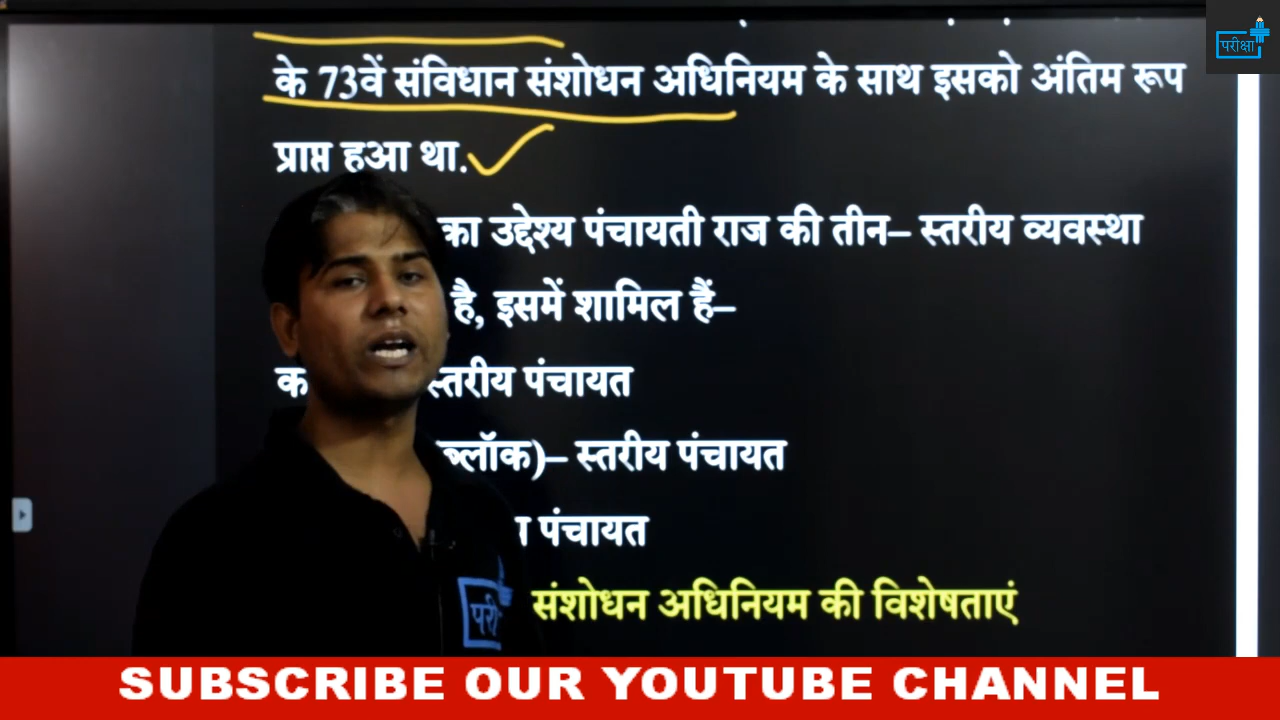 परीक्षा
के 73वें संविधान संशोधन अधिनियम के साथ इसको अंतिम रूप
प्राप्त हुआ था.
का उद्देश्य पंचायती राज की तीन– स्तरीय व्यवस्था
है, इसमें शामिल हैं–
स्तरीय पंचायत
ब्लॉक)– स्तरीय पंचायत
पंचायत
संशोधन अधिनियम की विशेषताएं
परी
SUBSCRIBE OUR YOUTUBE CHANNEL